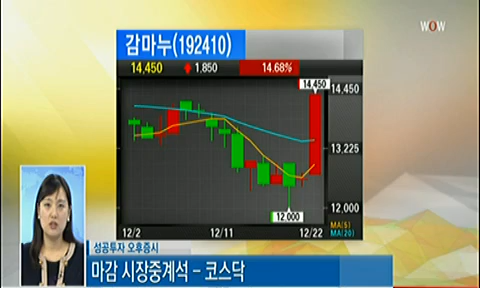 WOW
감마누(192410)
14,450 1,850 14.68%
14,450
14,450
13,225
12,000
12,000
12/2 12/11 12/22
MA(5)
MA(20)
성공투자 오후증시
마감 시장중계석 - 코스닥